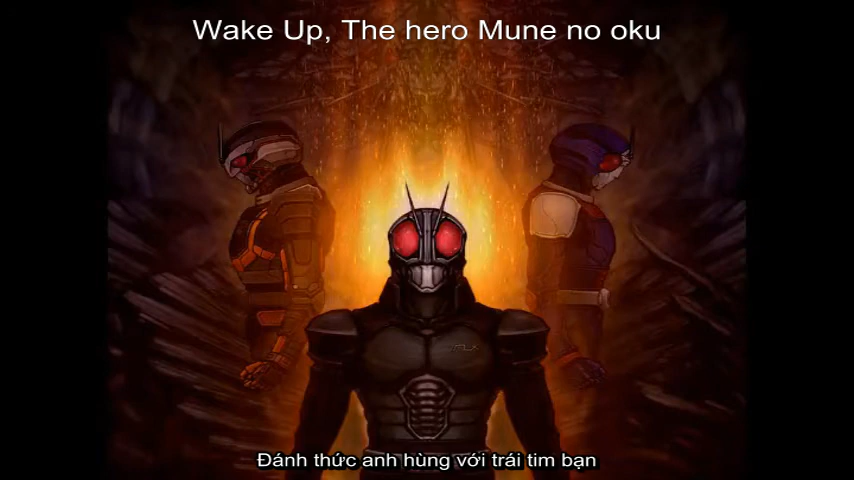 Wake Up, The hero Mune no oku
Đánh thức anh hùng với trái tim bạn